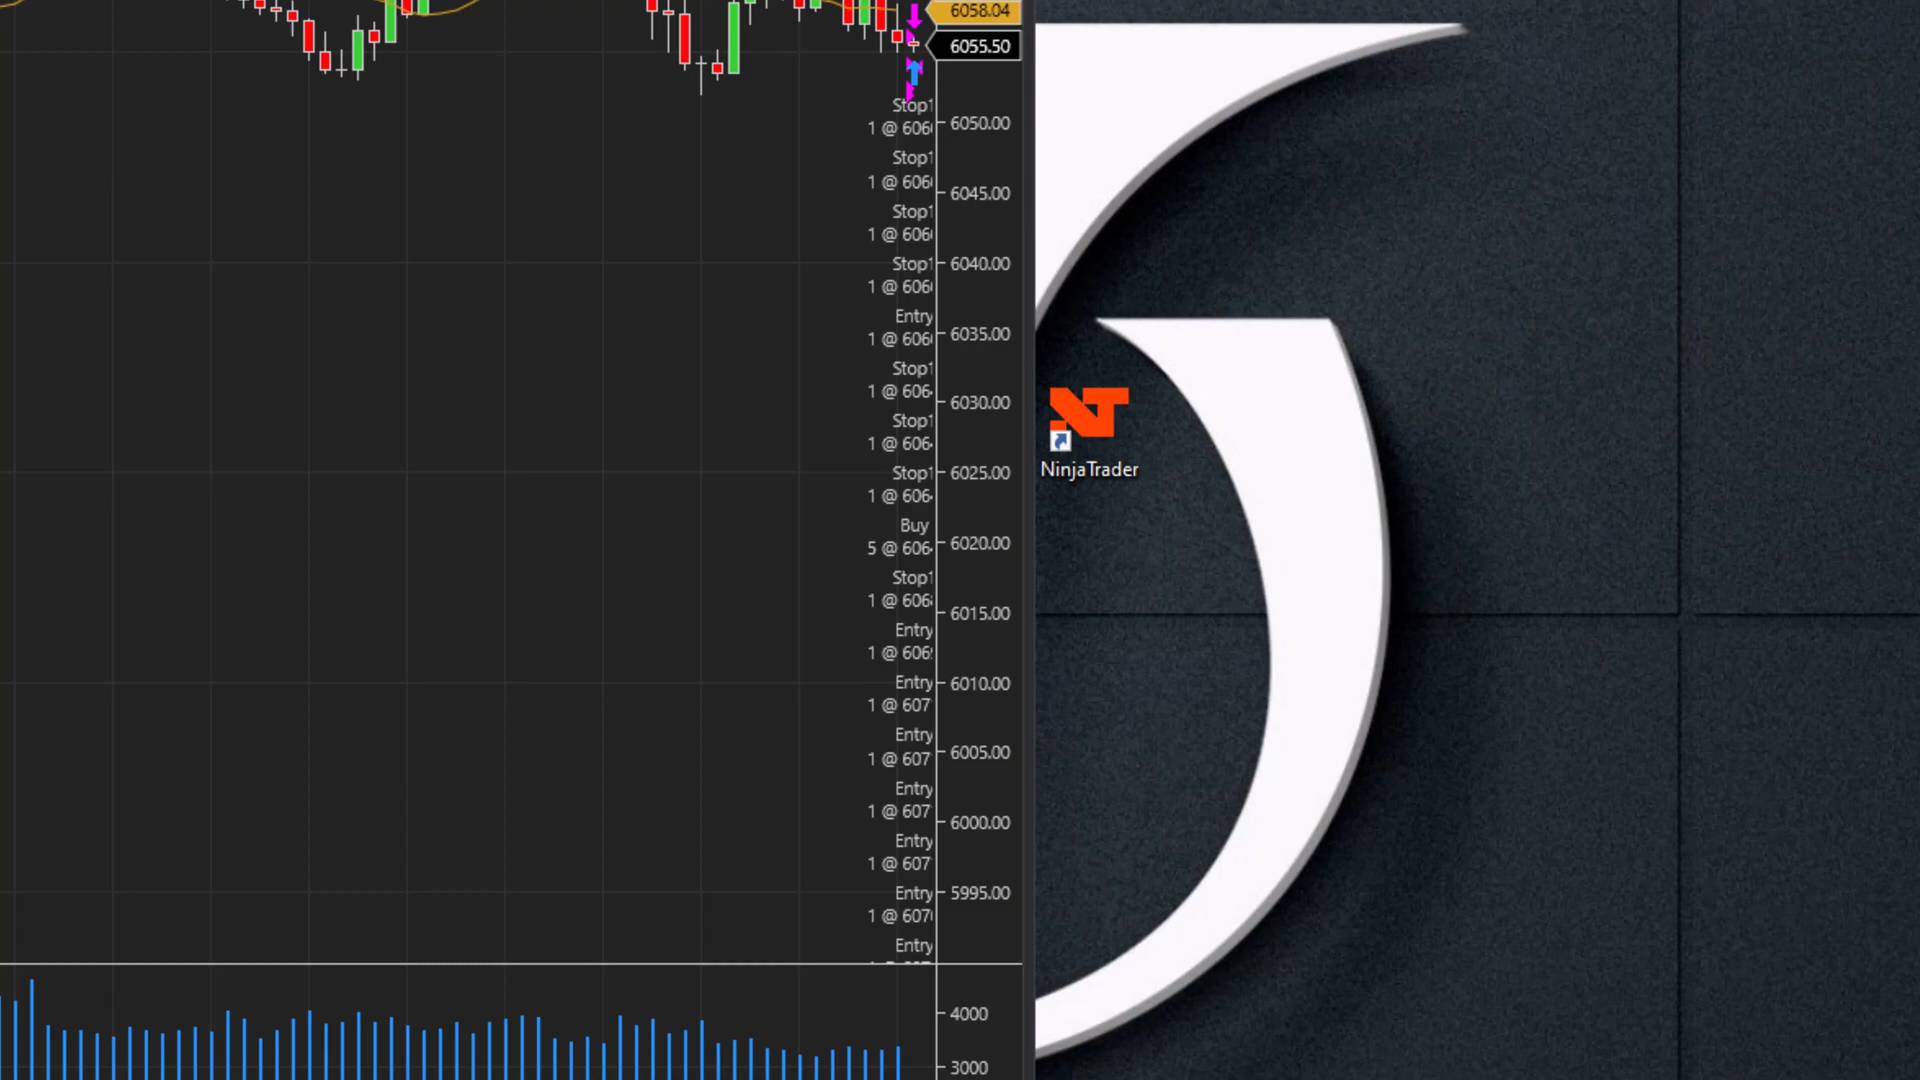 6058.04
6055.50
Stop1
1 @ 606
6050.00
Stop1
1 @ 606
6045.00
Stop1
1 @ 606
6040.00
Stop1
1 @ 606
Entry
1 @ 606
6035.00
Stop1
1 @ 606
6030.00
Stop1
1 @ 606
Stop1
1 @ 606
6025.00
Buy
5 @ 606
6020.00
Stop1
1 @ 606
6015.00
Entry
1 @ 606
Entry
1 @ 607
6010.00
Entry
1 @ 607
6005.00
Entry
1 @ 607
6000.00
Entry
1 @ 607
Entry
1 @ 607
5995.00
Entry
4000
3000
NT
NinjaTrader